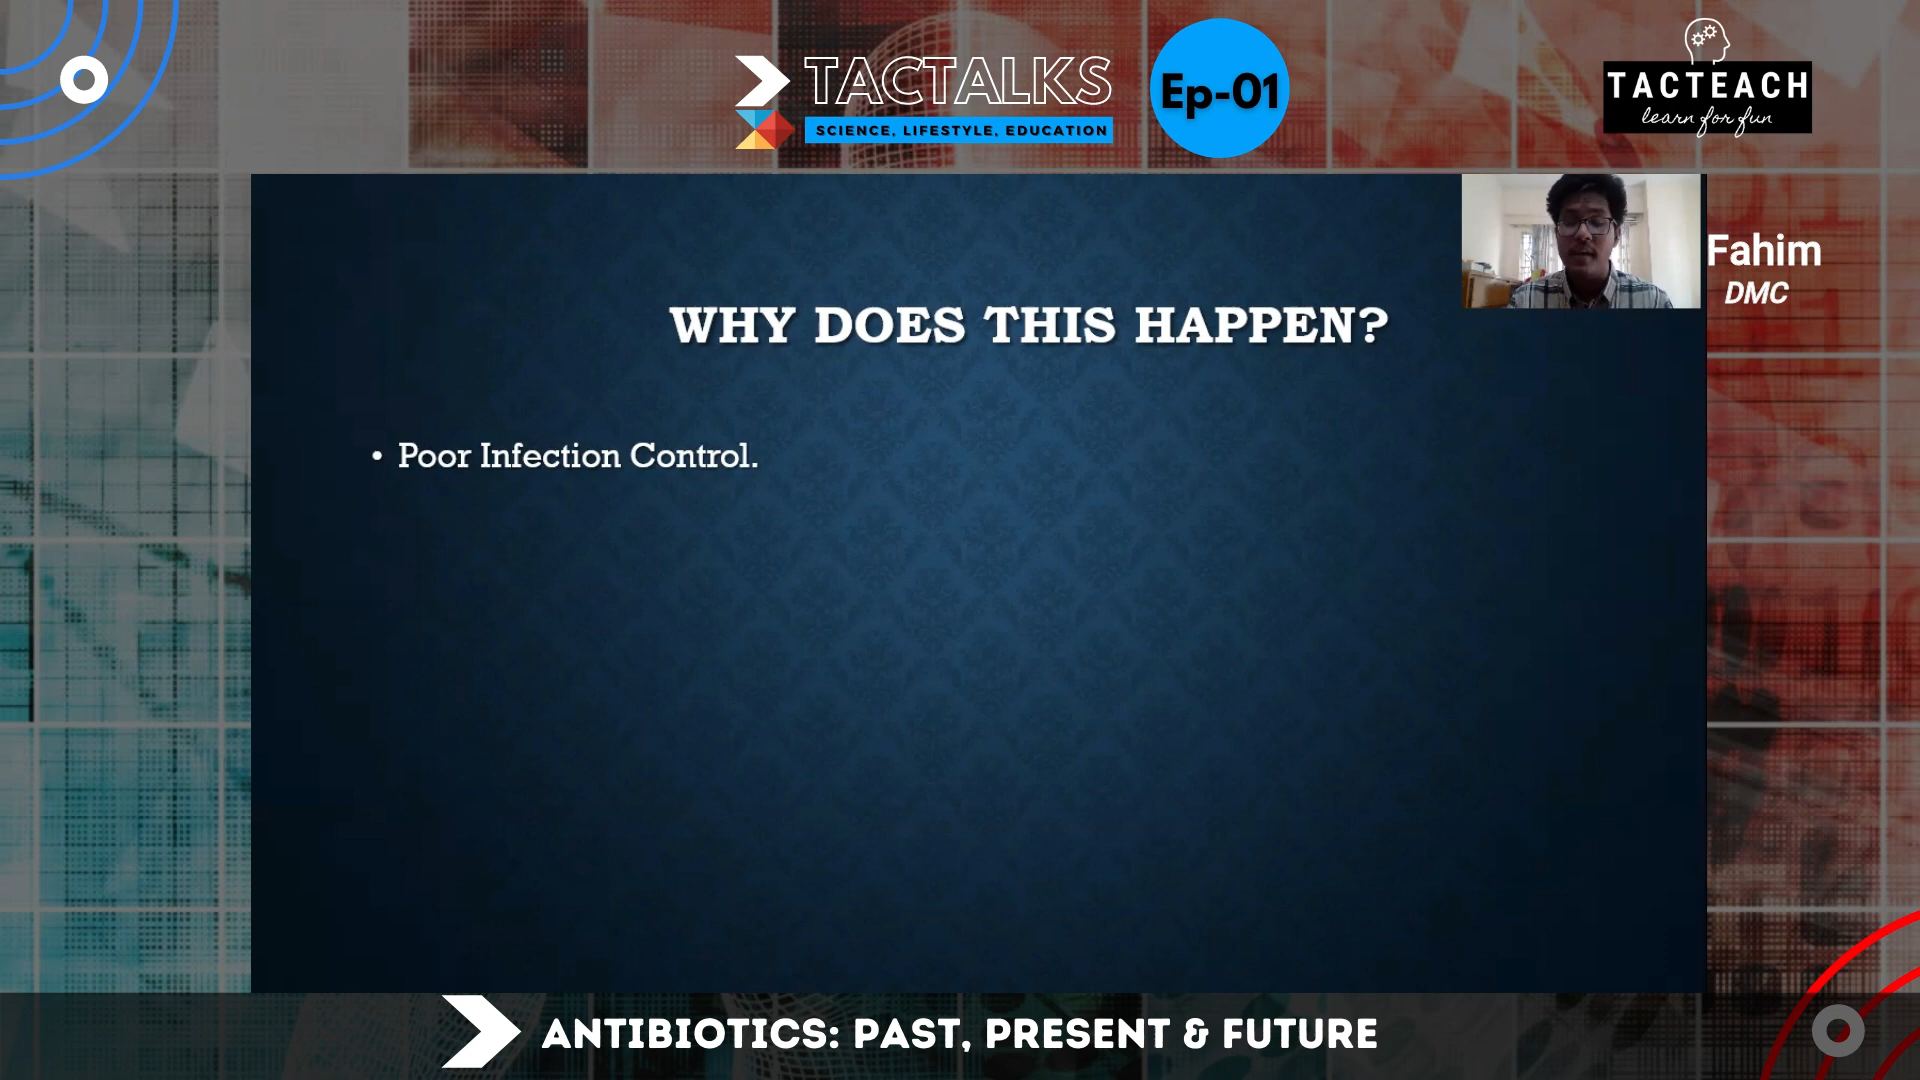 TACTALKS
SCIENCE, LIFESTYLE, EDUCATION
Ep-01
TACTEACH
learn for fun
Fahim
DMC
WHY DOES THIS HAPPEN?
• Poor Infection Control.
ANTIBIOTICS: PAST, PRESENT & FUTURE